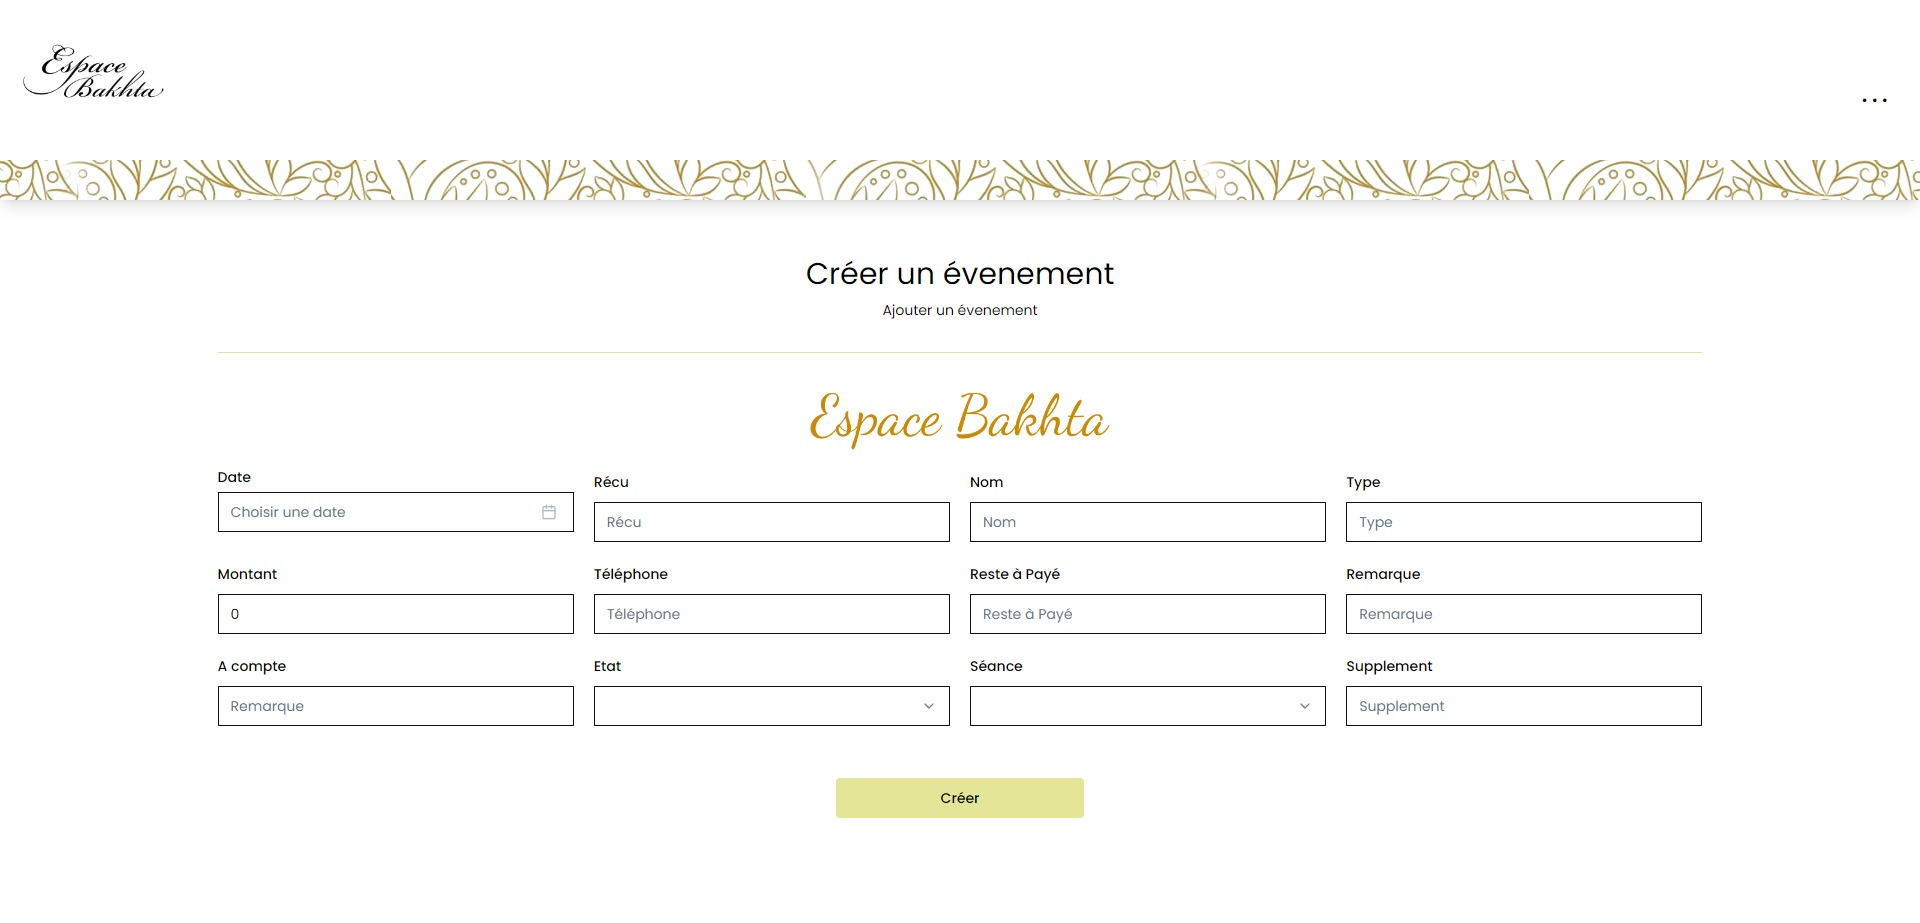 Espace
Bakhta
...
Créer un évenement
Ajouter un évenement
Espace Bakhta
Date
Récu
Nom
Type
Choisir une date
Récu
Nom
Type
Montant
Téléphone
Reste à Payé
Remarque
0
Téléphone
Reste à Payé
Remarque
A compte
Etat
Séance
Supplement
Remarque
Supplement
Créer